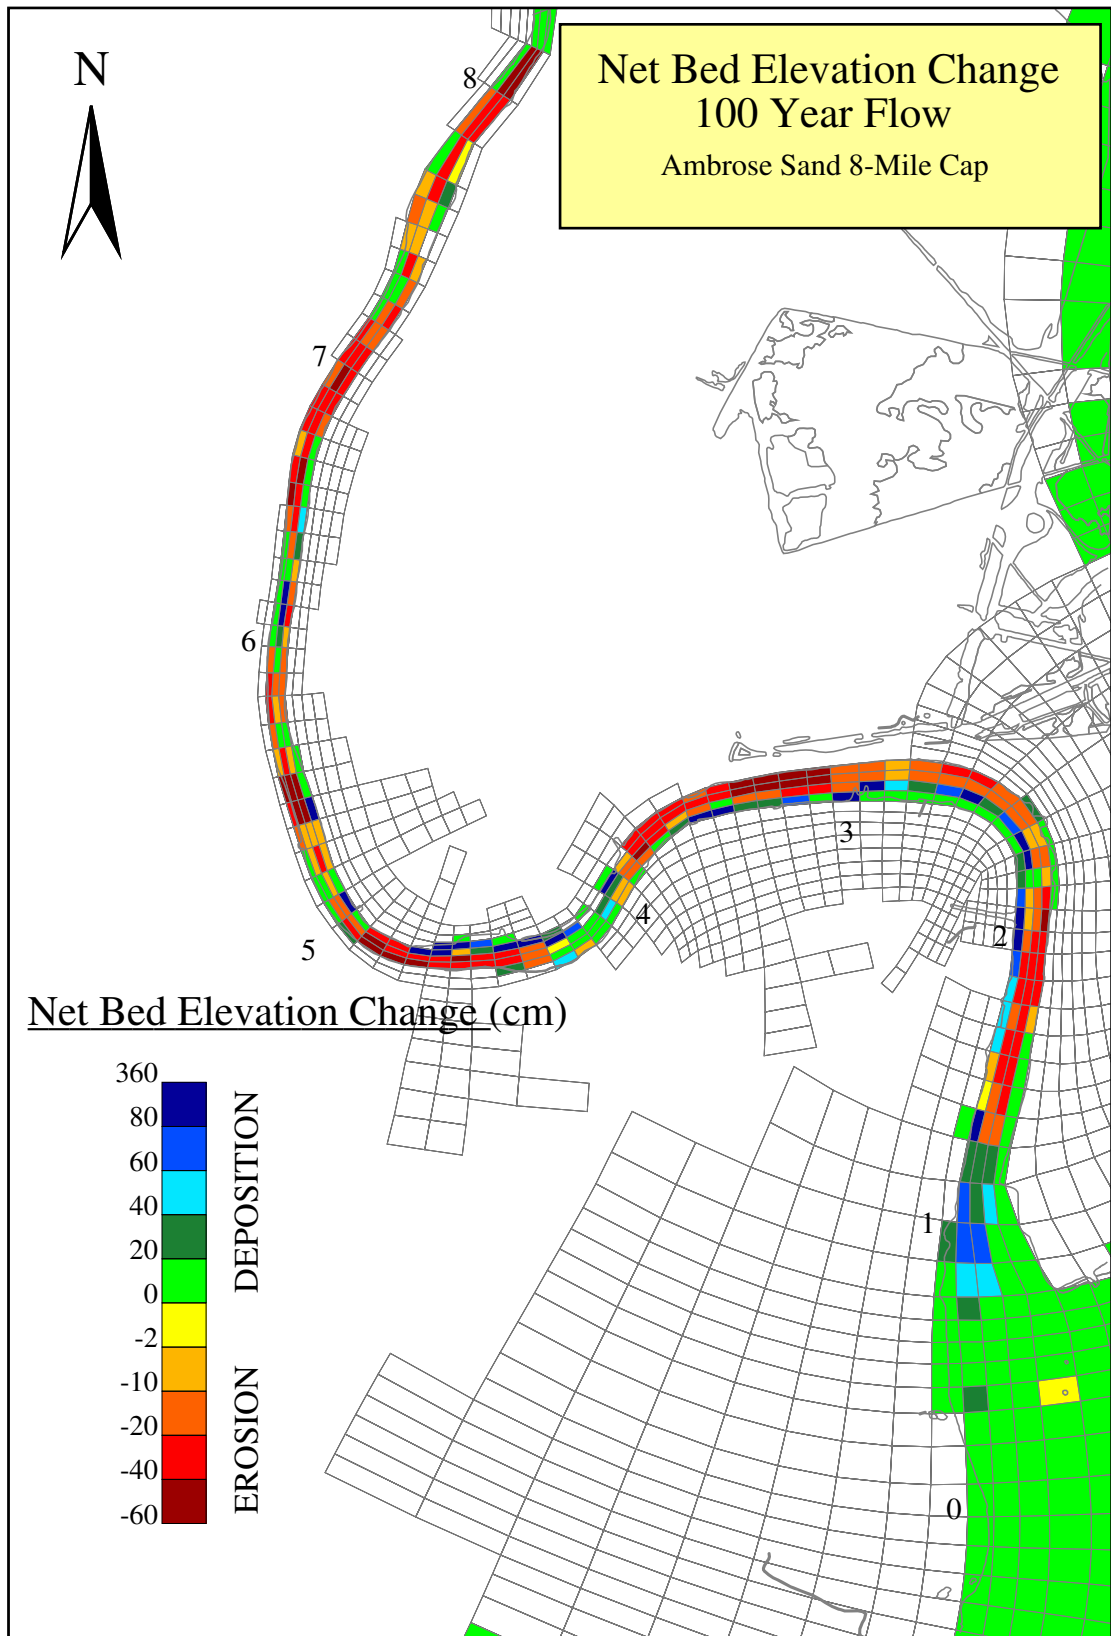 Net Bed Elevation Change
100 Year Flow
Ambrose Sand 8-Mile Cap
N
8
7
6
5
4
3
2
1
0
Net Bed Elevation Change (cm)
360
80
60
40
20
0
-2
-10
-20
-40
-60
DEPOSITION
EROSION